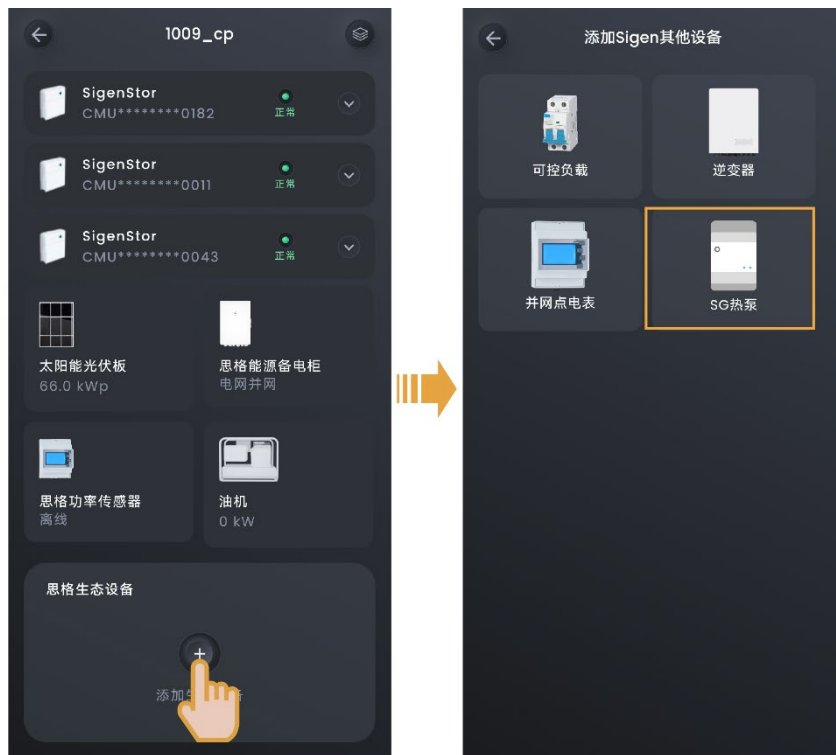 1009_cp
SigenStor
CMU********0182
正常
SigenStor
CMU********0011
正常
SigenStor
CMU********0043
正常
太阳能光伏板
66.0 kWp
思格能源备电柜
电网并网
思格功率传感器
离线
油机
0 kW
思格生态设备
添加生
添加Sigen其他设备
可控负载
逆变器
并网点电表
SG热泵